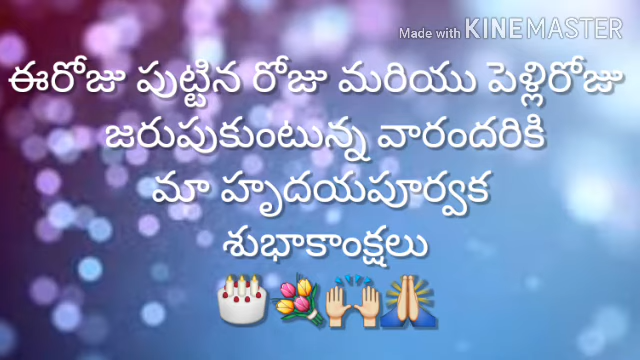 Made with KINEMASTER
ఈరోజు పుట్టిన రోజు మరియు పెళ్లిరోజు
జరుపుకుంటున్న వారందరికి
మా హృదయపూర్వక
శుభాకాంక్షలు
🎂💐🙌🙏